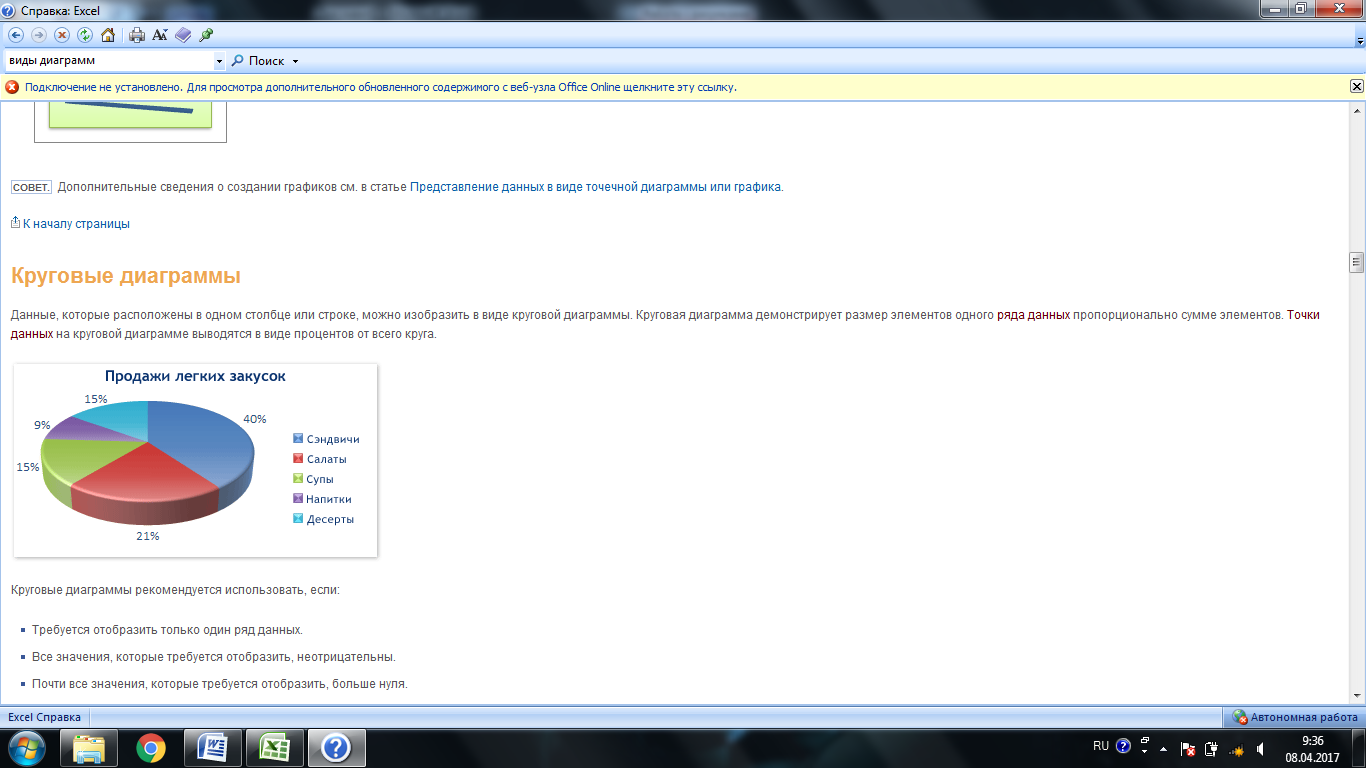 Справка: Excel
виды диаграмм
Поиск
Подключение не установлено. Для просмотра дополнительного обновленного содержимого с веб-узла Office Online щелкните эту ссылку.
СОВЕТ. Дополнительные сведения о создании графиков см. в статье Представление данных в виде точечной диаграммы или графика.
К началу страницы
Круговые диаграммы
Данные, которые расположены в одном столбце или строке, можно изобразить в виде круговой диаграммы. Круговая диаграмма демонстрирует размер элементов одного ряда данных пропорционально сумме элементов. Точки
данных на круговой диаграмме выводятся в виде процентов от всего круга.
Продажи легких закусок
15%
40%
9%
15%
21%
Сэндвичи
Салаты
Супы
Напитки
Десерты
Круговые диаграммы рекомендуется использовать, если:
Требуется отобразить только один ряд данных.
Все значения, которые требуется отобразить, неотрицательны.
Почти все значения, которые требуется отобразить, больше нуля.
Excel Справка
Автономная работа
RU
9:36
08.04.2017